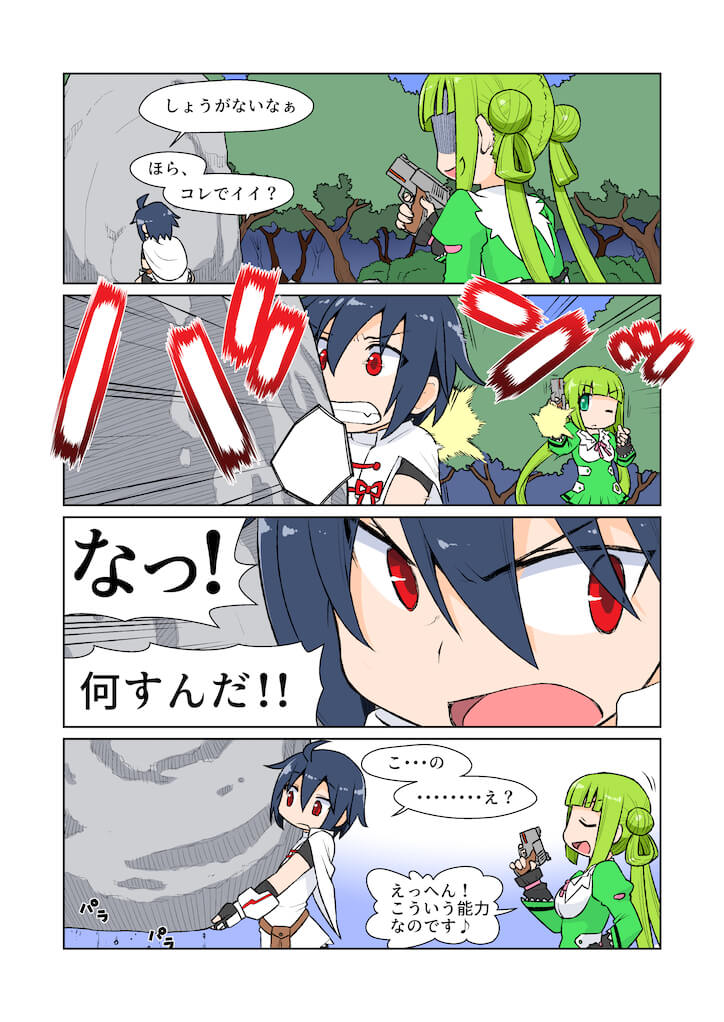 しょうがないなぁ
ほら、
コレでイイ？
バンッ
なっ！
何すんだ！！
こ・・・の
・・・・・・・・え？
えっへん！
こういう能力
なのです♪
パラ
パラ